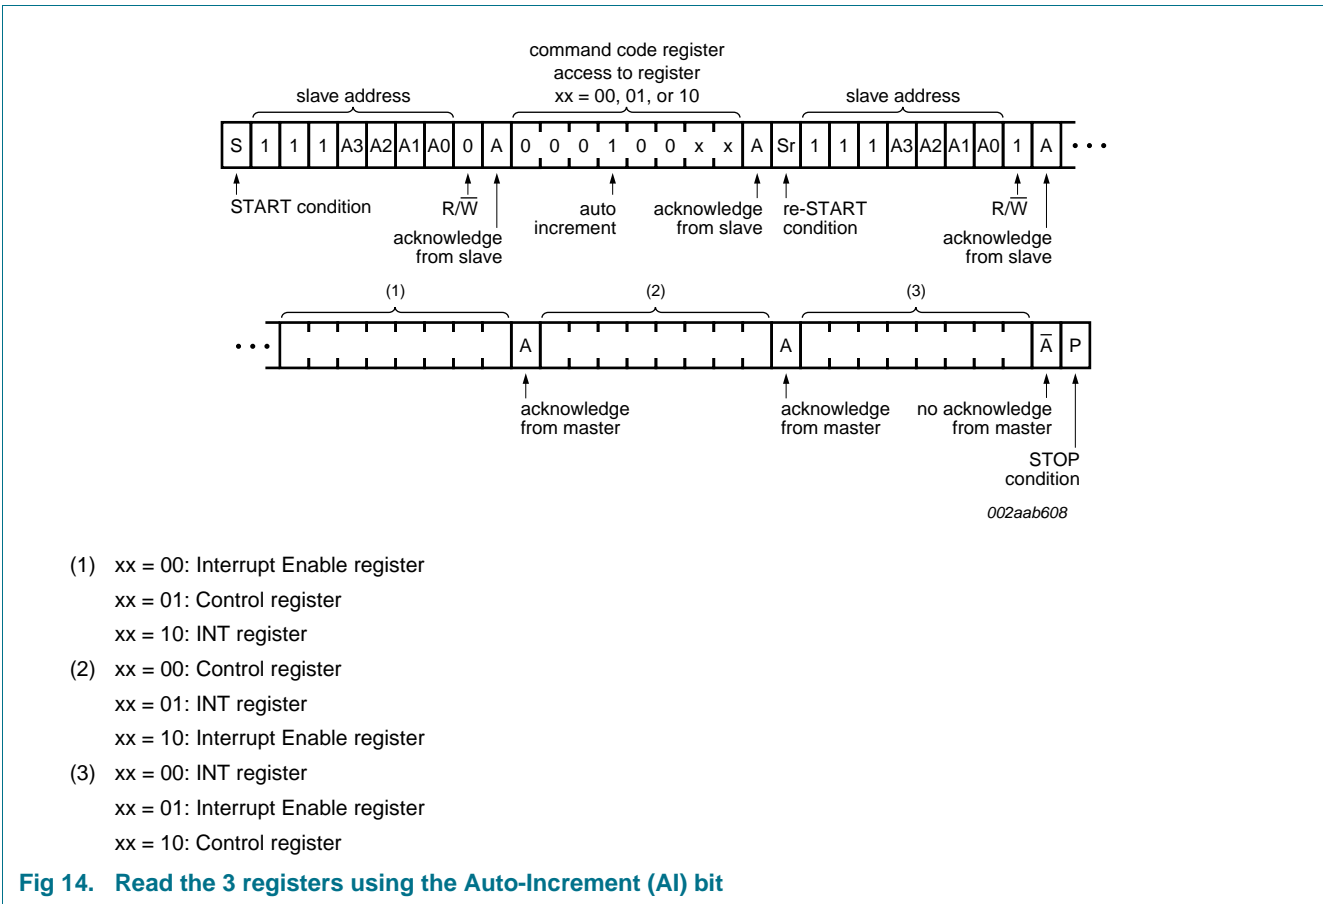 command code register
access to register
xx = 00, 01, or 10
slave address
slave address
S 1 1 1 A3 A2 A1 A0 0 A 0 0 0 1 0 0 x x A Sr 1 1 1 A3 A2 A1 A0 1 A • • •
START condition
R/W̅
auto
increment
acknowledge
from slave
re-START
condition
R/W̅
acknowledge
from slave
acknowledge
from slave
(1)
(2)
(3)
• • • A A A̅ P
acknowledge
from master
acknowledge
from master
no acknowledge
from master
STOP
condition
002aab608
(1) xx = 00: Interrupt Enable register
xx = 01: Control register
xx = 10: INT register
(2) xx = 00: Control register
xx = 01: INT register
xx = 10: Interrupt Enable register
(3) xx = 00: INT register
xx = 01: Interrupt Enable register
xx = 10: Control register
Fig 14. Read the 3 registers using the Auto-Increment (AI) bit